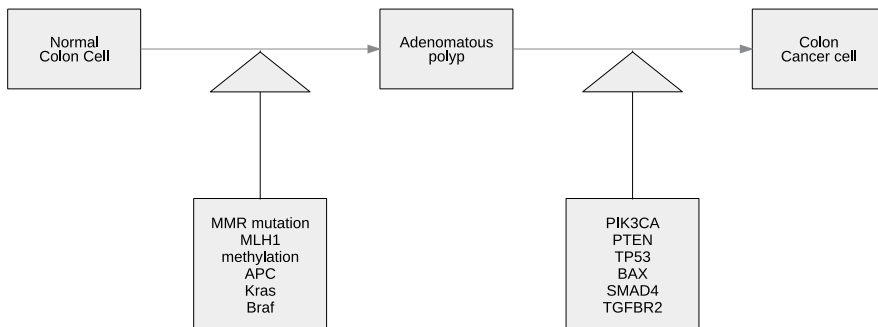 Normal
Colon Cell
Adenomatous
polyp
Colon
Cancer cell
MMR mutation
MLH1
methylation
APC
Kras
Braf
PIK3CA
PTEN
TP53
BAX
SMAD4
TGFBR2